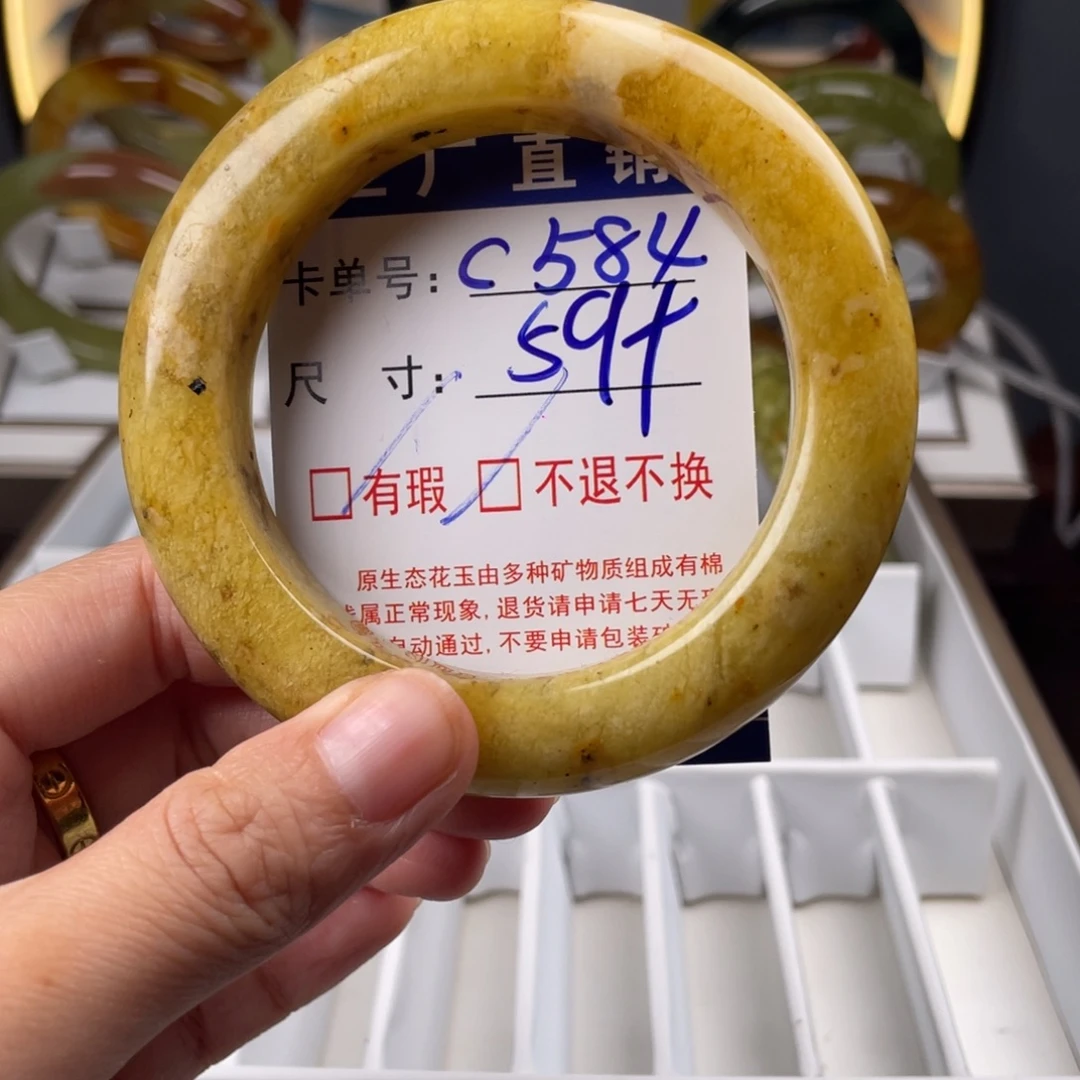 厂直销
卡单号：C584
尺寸：59+
□有瑕 □不退不换
原生态花玉由多种矿物质组成有棉
属正常现象，退货请申请七天无
自动通过，不要申请包装